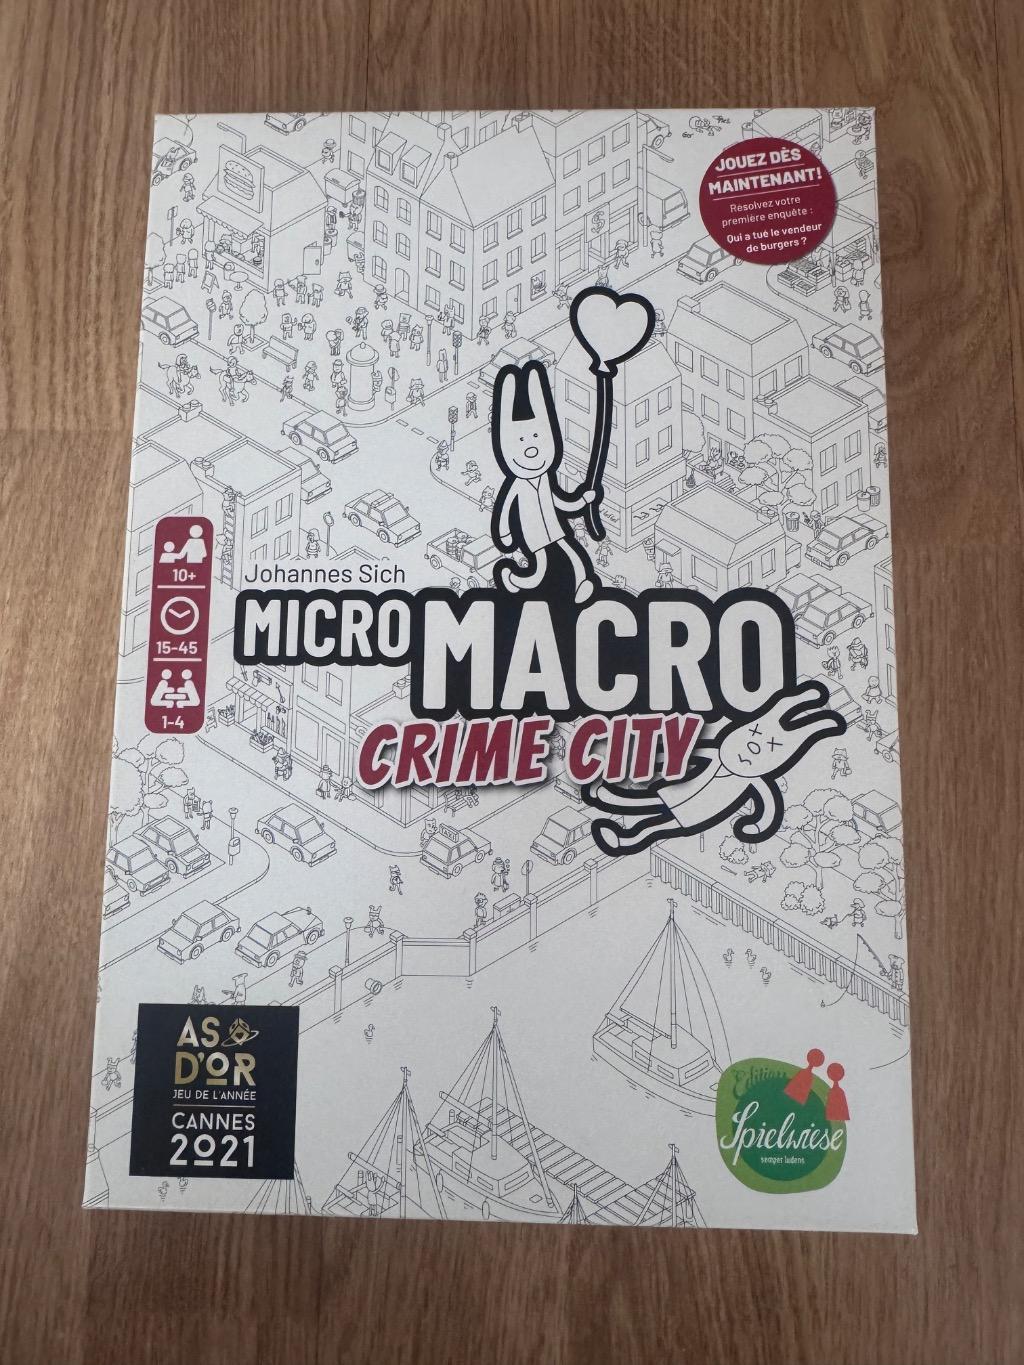 JOUEZ DÈS
MAINTENANT!
Résolvez votre
première enquête :
Qui a tué le vendeur
de burgers ?
10+
15-45
1-4
Johannes Sich
MICRO MACRO
CRIME CITY
AS
D'OR
JEU DE L'ANNÉE
CANNES
2021
Edition
Spielwiese
semper ludens